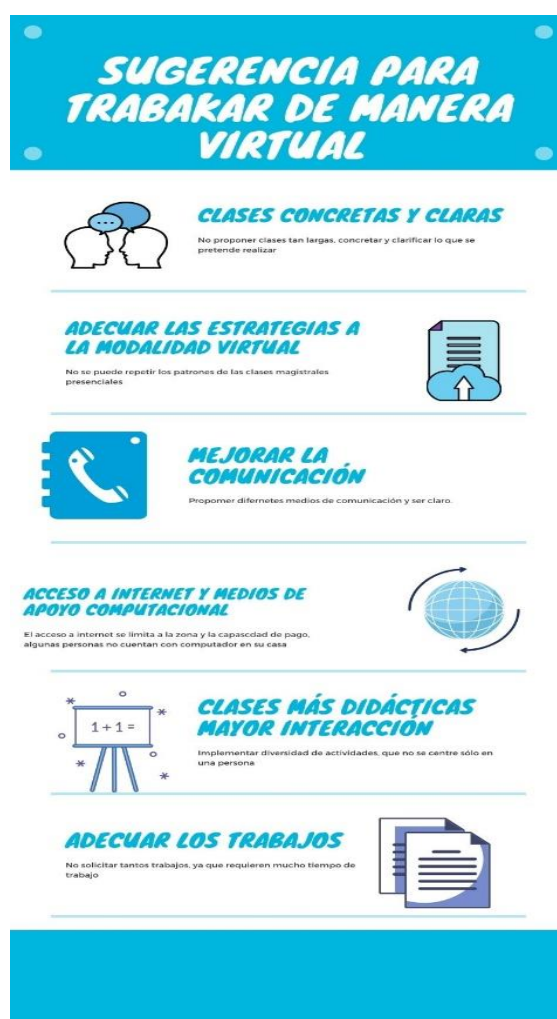 SUGERENCIA PARA
TRABAKAR DE MANERA
VIRTUAL
CLASES CONCRETAS Y CLARAS
No proponer clases tan largas, concretar y clarificar lo que se
pretende realizar
ADECUAR LAS ESTRATEGIAS A
LA MODALIDAD VIRTUAL
No se puede repetir los patrones de las clases magistrales
presenciales
MEJORAR LA
COMUNICACIÓN
Propomer difernetes medios de comunicación y ser claro.
ACCESO A INTERNET Y MEDIOS DE
APOYO COMPUTACIONAL
El acceso a internet se limita a la zona y la capascdad de pago,
algunas personas no cuentan con computador en su casa
1 + 1 =
CLASES MÁS DIDÁCTICAS
MAYOR INTERACCIÓN
Implementar diversidad de actividades, que no se centre sólo en
una persona
ADECUAR LOS TRABAJOS
No solicitar tantos trabajos, ya que requieren mucho tiempo de
trabajo